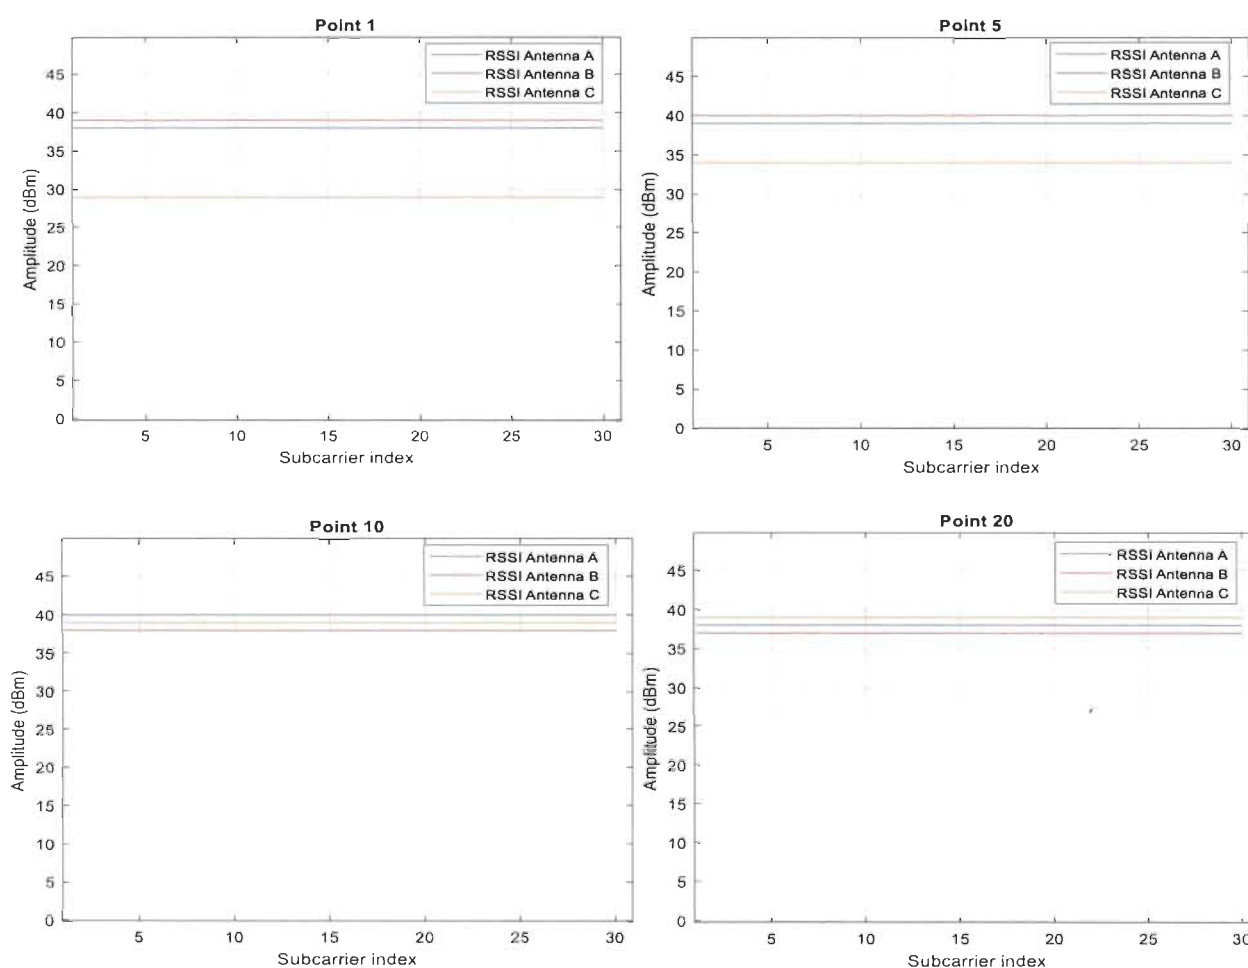 Point 1
RSSI Antenna A
RSSI Antenna B
RSSI Antenna C
45
40
35
30
25
20
15
10
5
0
Amplitude (dBm)
5 10 15 20 25 30
Subcarrier index
Point 5
RSSI Antenna A
RSSI Antenna B
RSSI Antenna C
45
40
35
30
25
20
15
10
5
0
Amplitude (dBm)
5 10 15 20 25 30
Subcarrier index
Point 10
RSSI Antenna A
RSSI Antenna B
RSSI Antenna C
45
40
35
30
25
20
15
10
5
0
Amplitude (dBm)
5 10 15 20 25 30
Subcarrier index
Point 20
RSSI Antenna A
RSSI Antenna B
RSSI Antenna C
45
40
35
30
25
20
15
10
5
0
Amplitude (dBm)
5 10 15 20 25 30
Subcarrier index